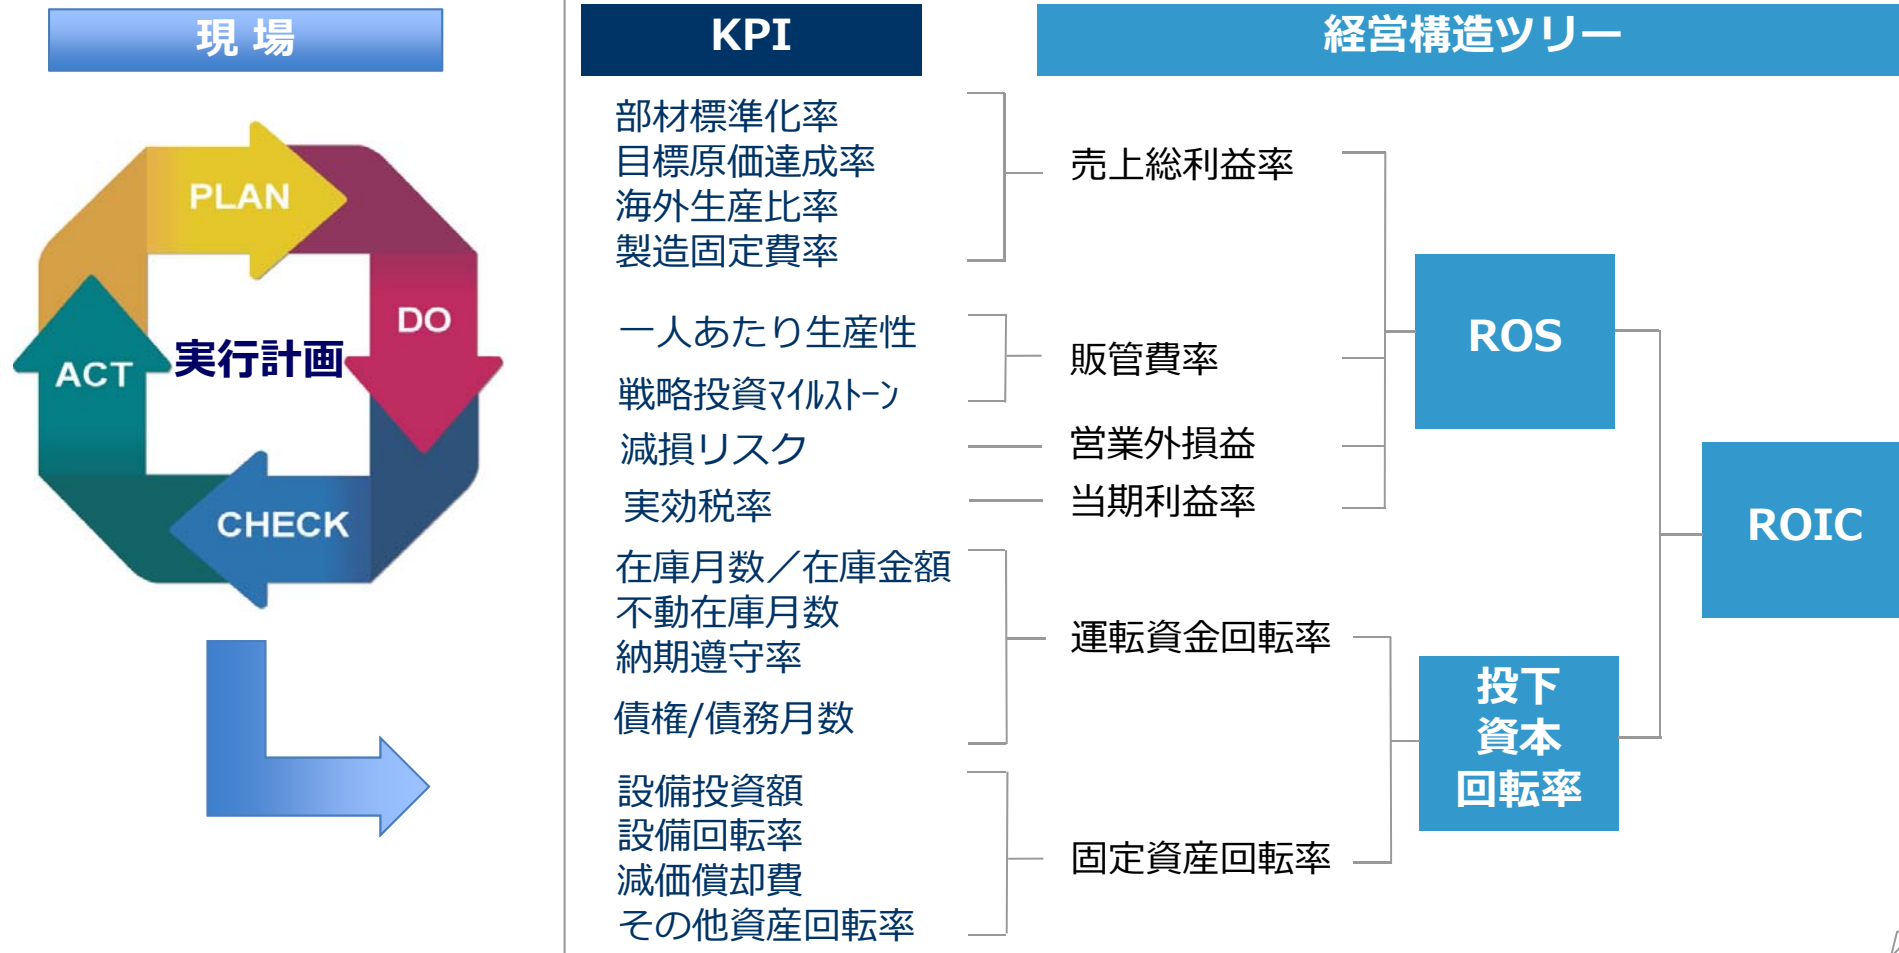 現 場
KPI
経営構造ツリー
PLAN
DO
CHECK
ACT
実行計画
部材標準化率
目標原価達成率
海外生産比率
製造固定費率
一人あたり生産性
戦略投資ﾏｲﾙｽﾄｰﾝ
減損リスク
実効税率
在庫月数／在庫金額
不動在庫月数
納期遵守率
債権/債務月数
設備投資額
設備回転率
減価償却費
その他資産回転率
売上総利益率
販管費率
営業外損益
当期利益率
運転資金回転率
固定資産回転率
ROS
投下
資本
回転率
ROIC